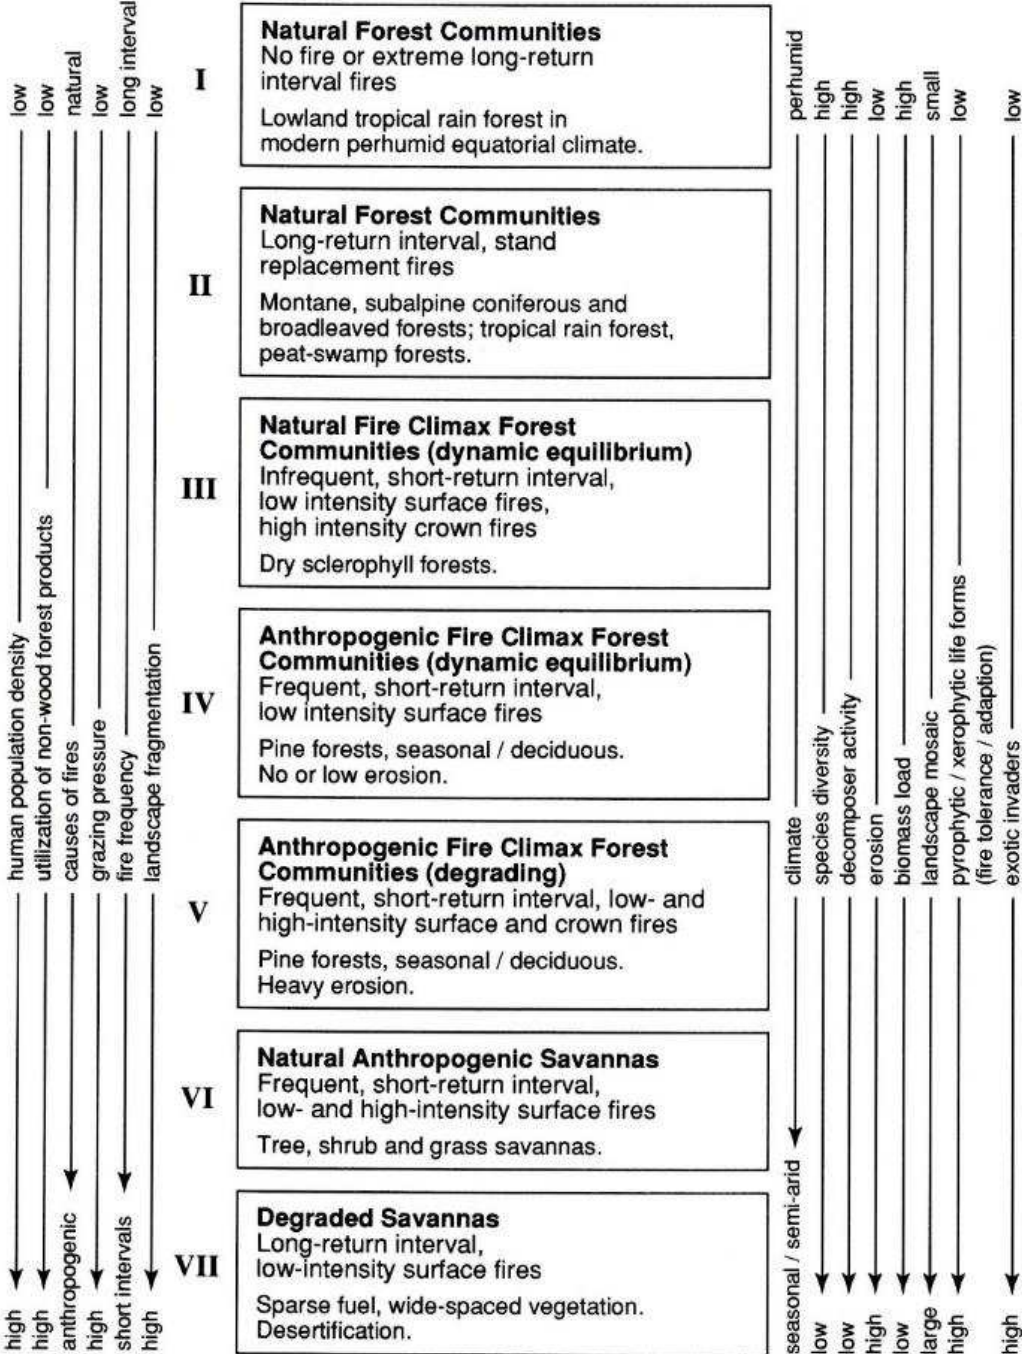 low
human population density
high
low
utilization of non-wood forest products
high
natural
causes of fires
anthropogenic
low
grazing pressure
high
long interval
fire frequency
short intervals
low
landscape fragmentation
high
I
Natural Forest Communities
No fire or extreme long-return
interval fires
Lowland tropical rain forest in
modern perhumid equatorial climate.
II
Natural Forest Communities
Long-return interval, stand
replacement fires
Montane, subalpine coniferous and
broadleaved forests; tropical rain forest,
peat-swamp forests.
III
Natural Fire Climax Forest
Communities (dynamic equilibrium)
Infrequent, short-return interval,
low intensity surface fires,
high intensity crown fires
Dry sclerophyll forests.
IV
Anthropogenic Fire Climax Forest
Communities (dynamic equilibrium)
Frequent, short-return interval,
low intensity surface fires
Pine forests, seasonal / deciduous.
No or low erosion.
V
Anthropogenic Fire Climax Forest
Communities (degrading)
Frequent, short-return interval, low- and
high-intensity surface and crown fires
Pine forests, seasonal / deciduous.
Heavy erosion.
VI
Natural Anthropogenic Savannas
Frequent, short-return interval,
low- and high-intensity surface fires
Tree, shrub and grass savannas.
VII
Degraded Savannas
Long-return interval,
low-intensity surface fires
Sparse fuel, wide-spaced vegetation.
Desertification.
perhumid
climate
seasonal / semi-arid
high
species diversity
low
high
decomposer activity
low
low
erosion
high
high
biomass load
low
small
landscape mosaic
large
low
pyrophytic / xerophytic life forms
(fire tolerance / adaption)
high
low
exotic invaders
high